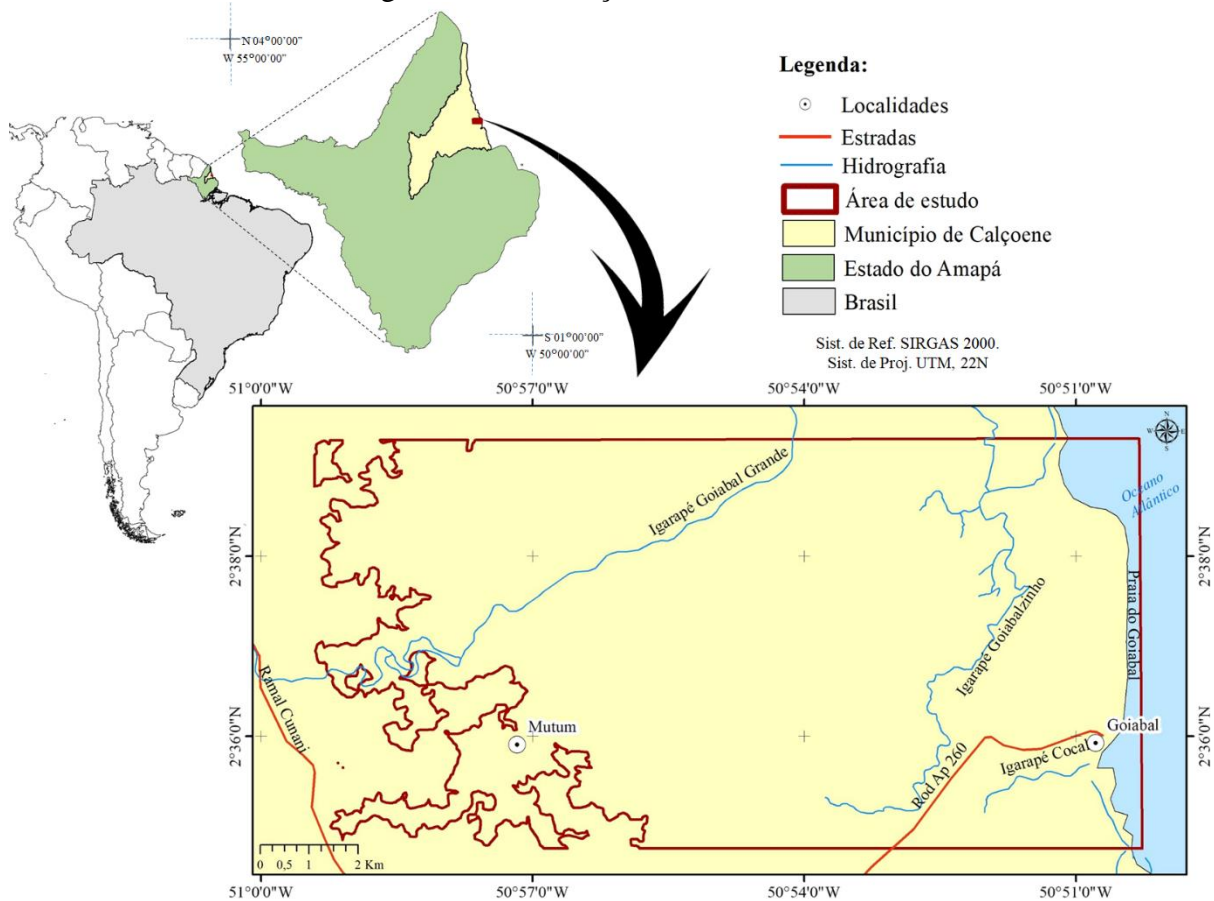 N 04°00'00"
W 55°00'00"
S 01°00'00"
W 50°00'00"
Legenda:
Localidades
Estradas
Hidrografia
Área de estudo
Município de Calçoene
Estado do Amapá
Brasil
Sist. de Ref. SIRGAS 2000.
Sist. de Proj. UTM, 22N
51°0'0"W
50°57'0"W
50°54'0"W
50°51'0"W
2°38'0"N
2°36'0"N
Igarapé Goiabal Grande
Igarapé Goiabalzinho
Oceano
Atlântico
Praia do Goiabal
Ramal Cunani
Mutum
Goiabal
Igarapé Cocal
Rod Ap 260
N
W
E
S
0 0,5 1 2 Km
2°38'0"N
2°36'0"N
51°0'0"W
50°57'0"W
50°54'0"W
50°51'0"W